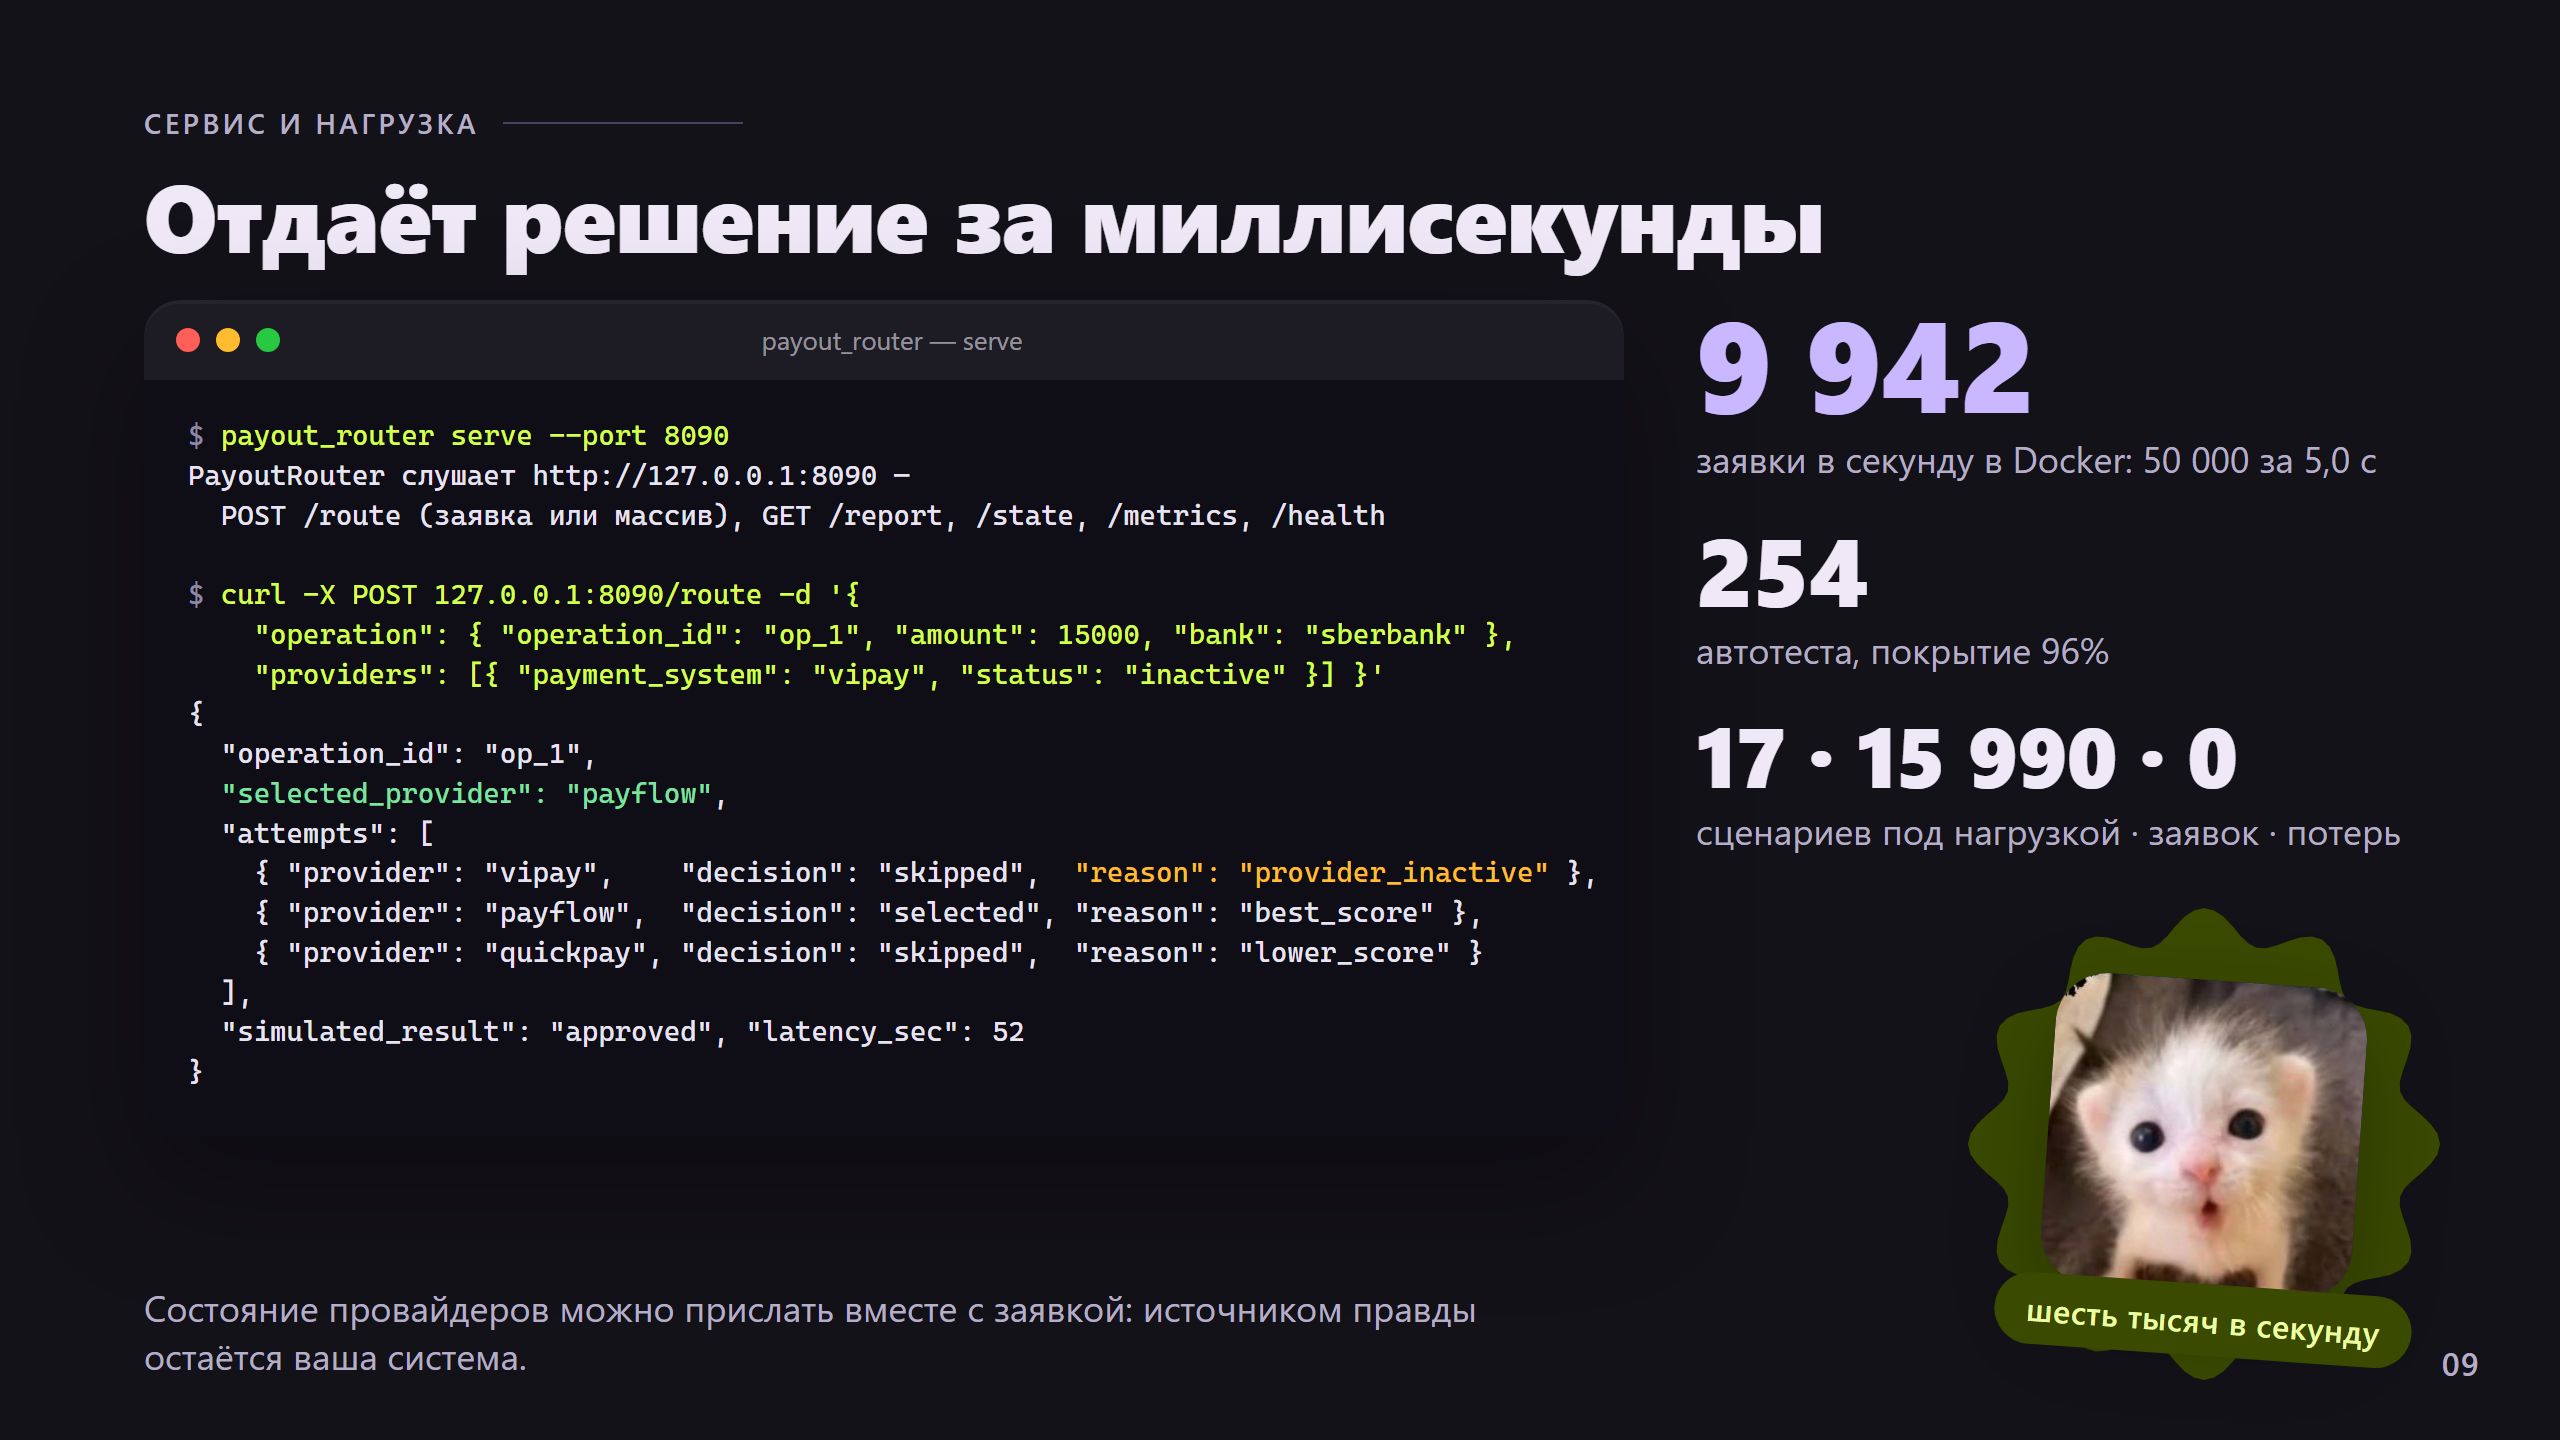 СЕРВИС И НАГРУЗКА
Отдаёт решение за миллисекунды
payout_router — serve
$ payout_router serve --port 8090
PayoutRouter слушает http://127.0.0.1:8090 —
POST /route (заявка или массив), GET /report, /state, /metrics, /health
$ curl -X POST 127.0.0.1:8090/route -d '{
"operation": { "operation_id": "op_1", "amount": 15000, "bank": "sberbank" },
"providers": [{ "payment_system": "vipay", "status": "inactive" }] }'
{
"operation_id": "op_1",
"selected_provider": "payflow",
"attempts": [
{ "provider": "vipay", "decision": "skipped", "reason": "provider_inactive" },
{ "provider": "payflow", "decision": "selected", "reason": "best_score" },
{ "provider": "quickpay", "decision": "skipped", "reason": "lower_score" }
],
"simulated_result": "approved", "latency_sec": 52
}
9 942
заявки в секунду в Docker: 50 000 за 5,0 с
254
автотеста, покрытие 96%
17 · 15 990 · 0
сценариев под нагрузкой · заявок · потерь
шесть тысяч в секунду
Состояние провайдеров можно прислать вместе с заявкой: источником правды
остаётся ваша система.
09